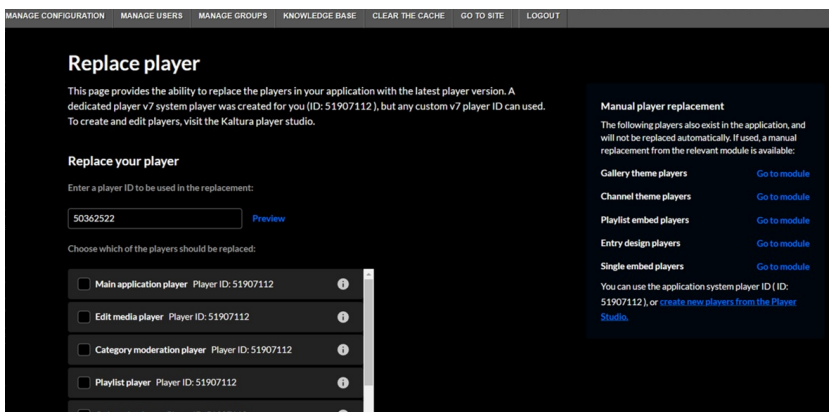 MANAGE CONFIGURATION MANAGE USERS MANAGE GROUPS KNOWLEDGE BASE CLEAR THE CACHE GO TO SITE LOGOUT
Replace player
This page provides the ability to replace the players in your application with the latest player version. A
dedicated player v7 system player was created for you (ID: 51907112 ), but any custom v7 player ID can used.
To create and edit players, visit the Kaltura player studio.
Replace your player
Enter a player ID to be used in the replacement:
50362522 Preview
Choose which of the players should be replaced:
Main application player Player ID: 51907112
Edit media player Player ID: 51907112
Category moderation player Player ID: 51907112
Playlist player Player ID: 51907112
Manual player replacement
The following players also exist in the application, and
will not be replaced automatically. If used, a manual
replacement from the relevant module is available:
Gallery theme players Go to module
Channel theme players Go to module
Playlist embed players Go to module
Entry design players Go to module
Single embed players Go to module
You can use the application system player ID ( ID:
51907112 ), or create new players from the Player
Studio.